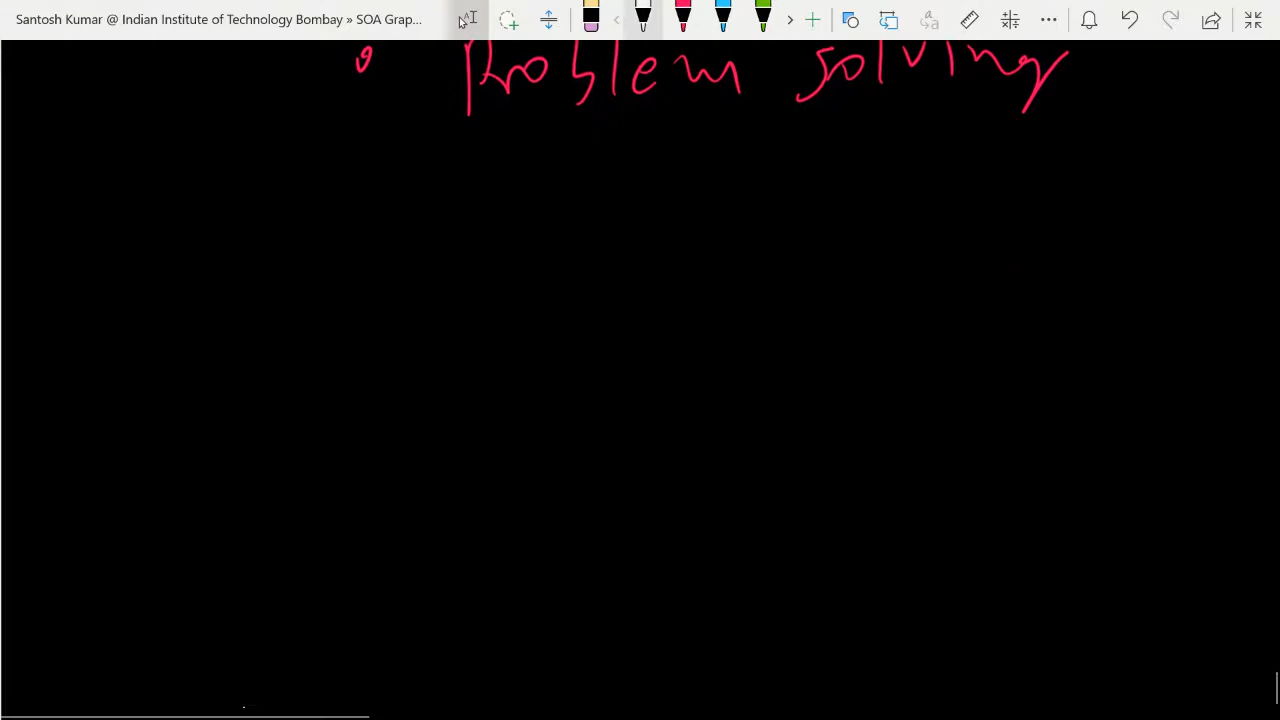 Santosh Kumar @ Indian Institute of Technology Bombay » SOA Grap...
Problem solving